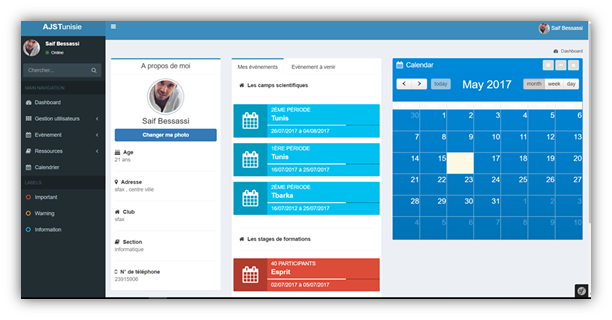 AJSTunisie
Saif Bessassi
Saif Bessassi
Online
Dashboard
Chercher...
MAIN NAVIGATION
Dashboard
Gestion utilisateurs
Evènement
Ressources
Calendrier
LABELS
Important
Warning
Information
A propos de moi
Saif Bessassi
Changer ma photo
Age
21 ans
Adresse
sfax , centre ville
Club
sfax
Section
informatique
N° de téléphone
23915906
Mes évènements Evènement à venir
Les camps scientifiques
2ÈME PÉRIODE
Tunis
26/07/2017 à 04/08/2017
1ÈRE PÉRIODE
Tunis
16/07/2017 à 25/07/2017
2ÈME PÉRIODE
Tbarka
16/07/2012 à 25/07/2017
Les stages de formations
40 PARTICIPANTS
Esprit
02/07/2017 à 05/07/2017
Calendar
today May 2017 month week day
30 1 2 3 4 5 6
7 8 9 10 11 12 13
14 15 17 18 19 20
21 22 23 24 25 26 27
28 29 30 31 1 2 3
4 5 6 7 8 9 10